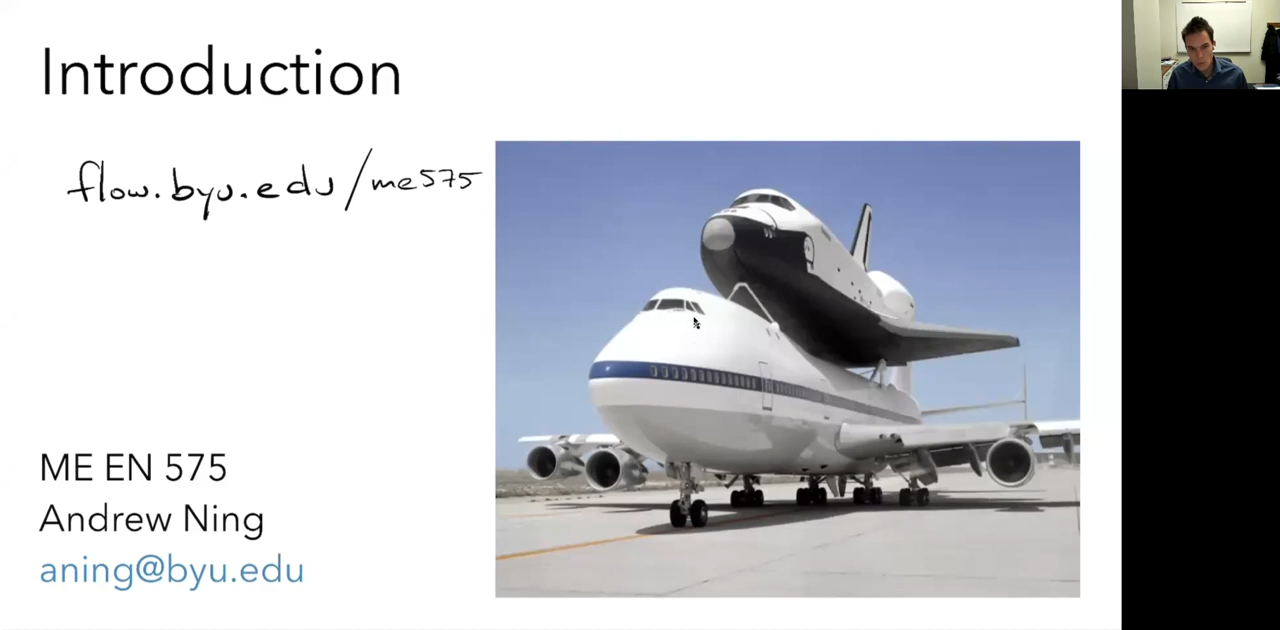 Introduction
flow.byu.edu/me575
ME EN 575
Andrew Ning
aning@byu.edu